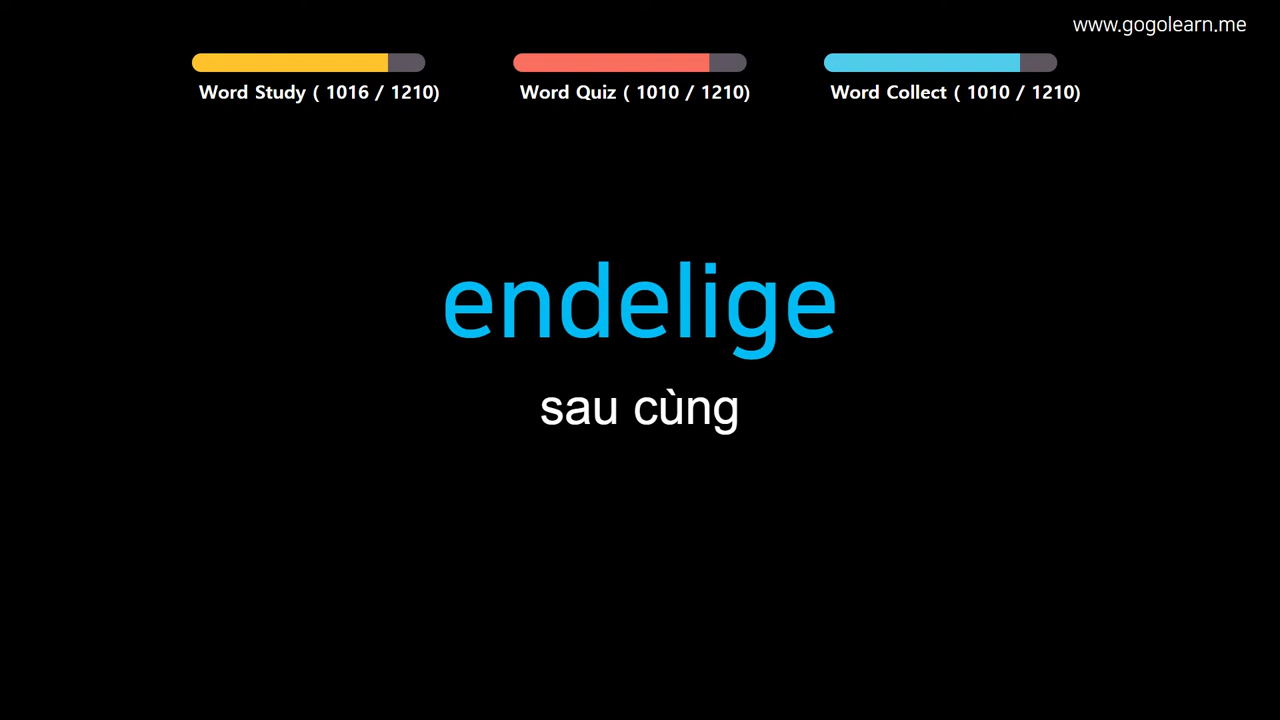 www.gogolearn.me
Word Study ( 1016 / 1210)
Word Quiz ( 1010 / 1210)
Word Collect ( 1010 / 1210)
endelige
sau cùng